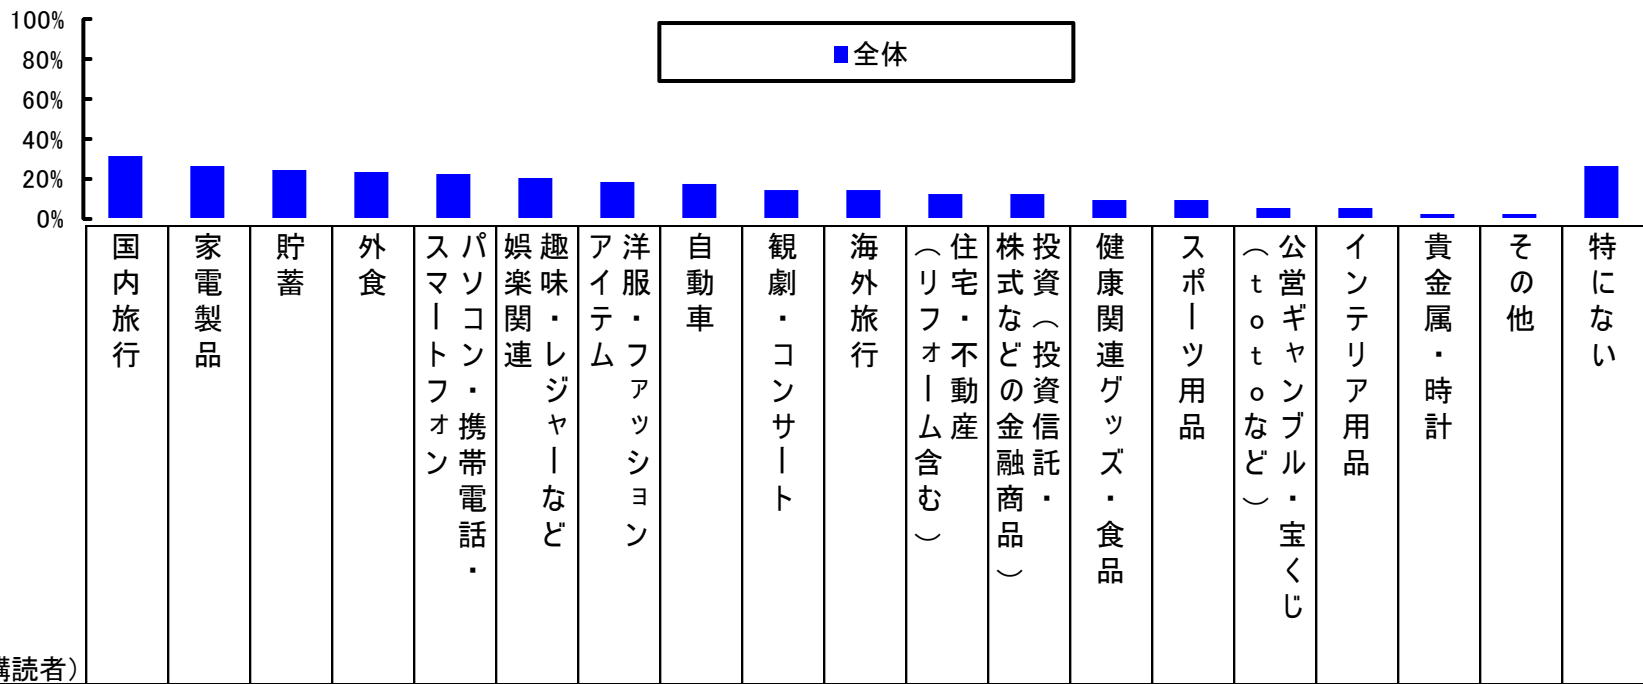 100%
80%
60%
40%
20%
0%
全体
国内旅行
家電製品
貯蓄
外食
パソコン・携帯電話・
スマートフォン
趣味・レジャーなど
娯楽関連
洋服・ファッション
アイテム
自動車
観劇・コンサート
海外旅行
住宅・不動産
（リフォーム含む）
投資（投資信託・
株式などの金融商品）
健康関連グッズ・食品
スポーツ用品
公営ギャンブル・宝くじ
（ｔｏｔｏなど）
インテリア用品
貴金属・時計
その他
特にない
購読者）